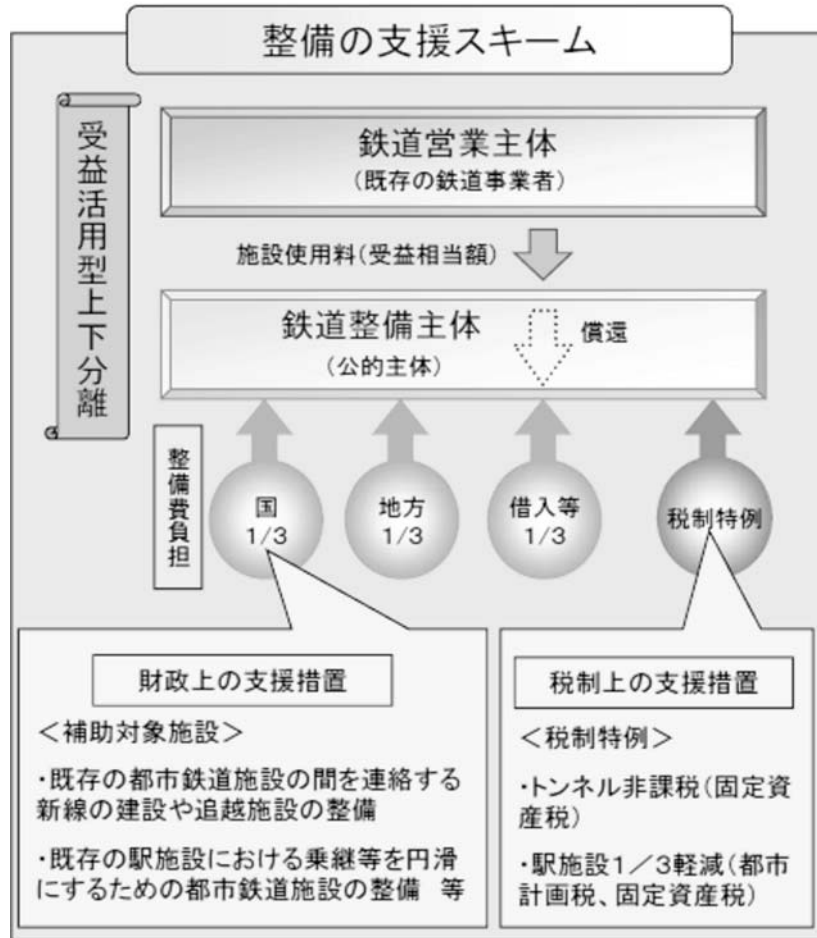 整備の支援スキーム
受益活用型上下分離
鉄道営業主体
（既存の鉄道事業者）
施設使用料（受益相当額）
鉄道整備主体
（公的主体）
償還
整備費負担
国
1/3
地方
1/3
借入等
1/3
税制特例
財政上の支援措置
＜補助対象施設＞
・既存の都市鉄道施設の間を連絡する
新線の建設や追越施設の整備
・既存の駅施設における乗継等を円滑
にするための都市鉄道施設の整備　等
税制上の支援措置
＜税制特例＞
・トンネル非課税（固定資
産税）
・駅施設１／３軽減（都市
計画税、固定資産税）